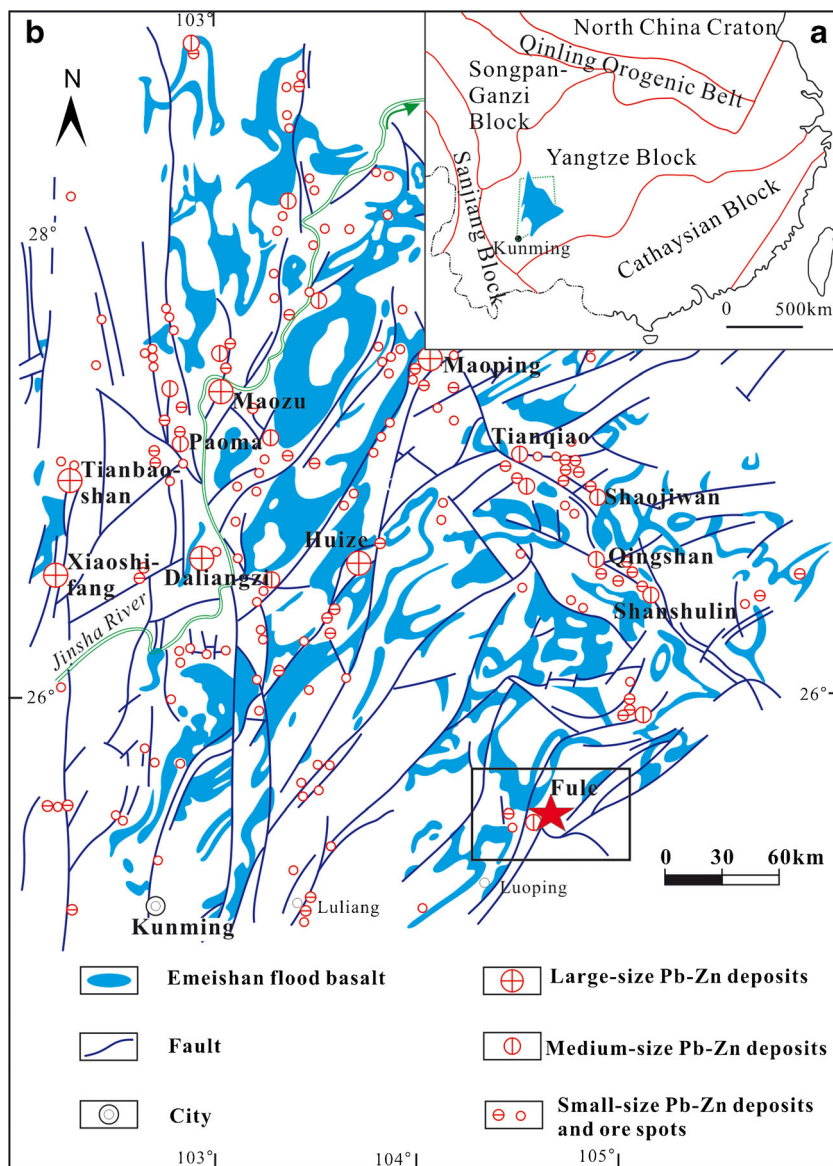 b
103°
a
N
North China Craton
Qinling Orogenic Belt
Songpan-
Ganzi
Block
Yangtze Block
Sanjiang Block
Kunming
Cathaysian Block
0 500km
28°
Maoping
Maozu
Paoma
Tianqiao
Tianbao-
shan
Shaojiwan
Huize
Qingshan
Xiaoshi-
fang
Daliangzi
Shanshulin
Jinsha River
26°
26°
Fule
0 30 60km
Luoping
Luliang
Kunming
Emeishan flood basalt
Large-size Pb-Zn deposits
Fault
Medium-size Pb-Zn deposits
City
Small-size Pb-Zn deposits
and ore spots
103°
104°
105°